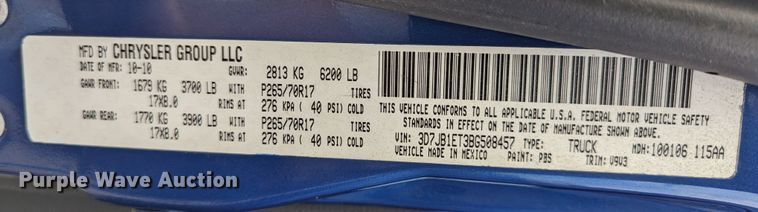 MFD BY CHRYSLER GROUP LLC
DATE OF MFR: 10-10 GVWR: 2813 KG 6200 LB
GAWR FRONT: 1679 KG 3700 LB P265/70R17 TIRES
17X8.0 RIMS AT 276 KPA ( 40 PSI) COLD
GAWR REAR: 1770 KG 3900 LB P265/70R17 TIRES
17X8.0 RIMS AT 276 KPA ( 40 PSI) COLD
THIS VEHICLE CONFORMS TO ALL APPLICABLE U.S.A. FEDERAL MOTOR VEHICLE SAFETY
STANDARDS IN EFFECT ON THE DATE OF MANUFACTURE SHOWN ABOVE.
VIN: 3D7JB1ET3BG508457 TYPE: TRUCK MDH: 100106 115AA
VEHICLE MADE IN MEXICO PAINT: PBS TRIM: V9V3
Purple Wave Auction